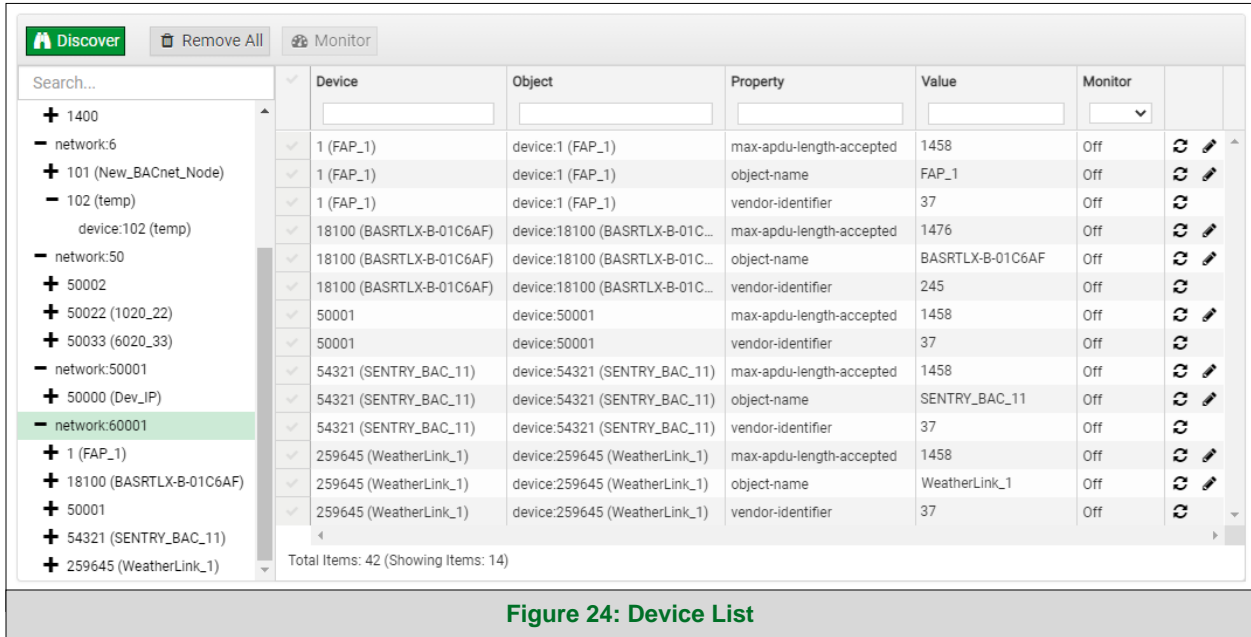 Discover Remove All Monitor
Search...
1400
network:6
101 (New_BACnet_Node)
102 (temp)
device:102 (temp)
network:50
50002
50022 (1020_22)
50033 (6020_33)
network:50001
50000 (Dev_IP)
network:60001
1 (FAP_1)
18100 (BASRTLX-B-01C6AF)
50001
54321 (SENTRY_BAC_11)
259645 (WeatherLink_1)
Device Object Property Value Monitor
1 (FAP_1) device:1 (FAP_1) max-apdu-length-accepted 1458 Off
1 (FAP_1) device:1 (FAP_1) object-name FAP_1 Off
1 (FAP_1) device:1 (FAP_1) vendor-identifier 37 Off
18100 (BASRTLX-B-01C6AF) device:18100 (BASRTLX-B-01C... max-apdu-length-accepted 1476 Off
18100 (BASRTLX-B-01C6AF) device:18100 (BASRTLX-B-01C... object-name BASRTLX-B-01C6AF Off
18100 (BASRTLX-B-01C6AF) device:18100 (BASRTLX-B-01C... vendor-identifier 245 Off
50001 device:50001 max-apdu-length-accepted 1458 Off
50001 device:50001 vendor-identifier 37 Off
54321 (SENTRY_BAC_11) device:54321 (SENTRY_BAC_11) max-apdu-length-accepted 1458 Off
54321 (SENTRY_BAC_11) device:54321 (SENTRY_BAC_11) object-name SENTRY_BAC_11 Off
54321 (SENTRY_BAC_11) device:54321 (SENTRY_BAC_11) vendor-identifier 37 Off
259645 (WeatherLink_1) device:259645 (WeatherLink_1) max-apdu-length-accepted 1458 Off
259645 (WeatherLink_1) device:259645 (WeatherLink_1) object-name WeatherLink_1 Off
259645 (WeatherLink_1) device:259645 (WeatherLink_1) vendor-identifier 37 Off
Total Items: 42 (Showing Items: 14)
Figure 24: Device List